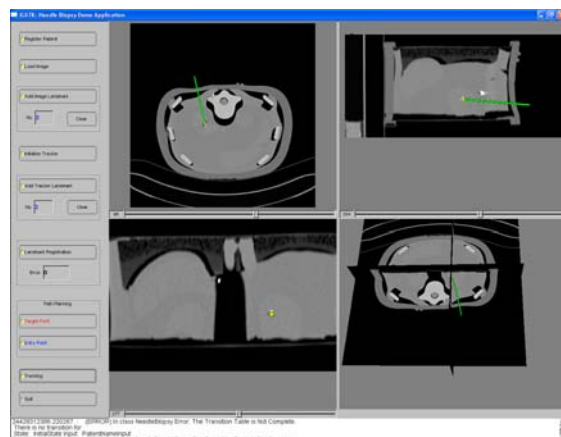 IGSTK: Needle Biopsy Demo Application
Register Patient
Load Image
Add Image Landmark
No.
Clear
Initialize Tracker
Add Tracker Landmark
No.
Clear
Landmark Registration
Error:
Path Planning
Target Point
Entry Point
Tracking
Quit
(ERROR) In class NeedleBiopsy Error: The Transition Table is Not Complete.
There is no transition for
State: InitialState Input: PatientNameInput